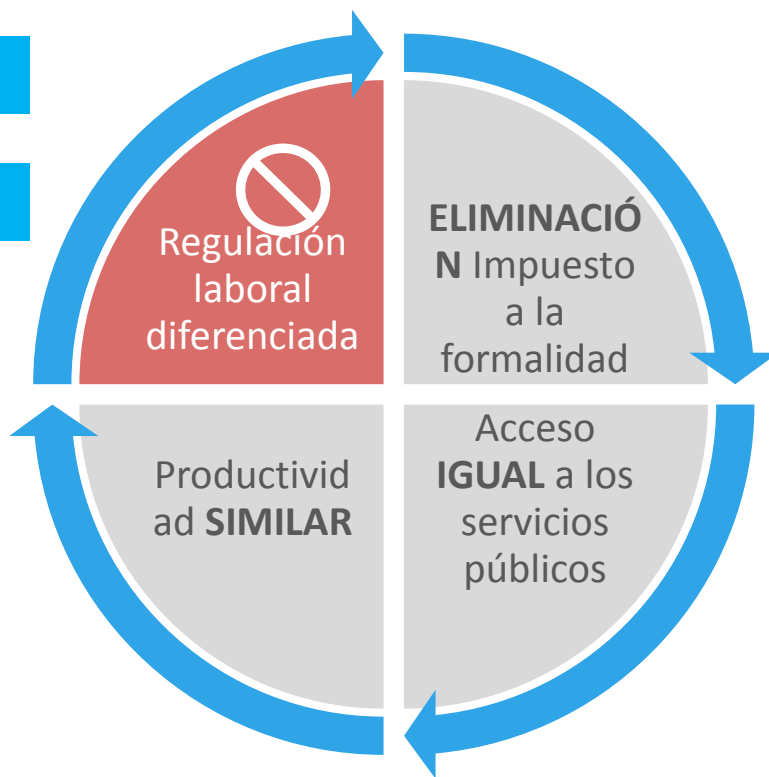 Regulación
laboral
diferenciada
ELIMINACIÓ
N Impuesto
a la
formalidad
Productivid
ad SIMILAR
Acceso
IGUAL a los
servicios
públicos